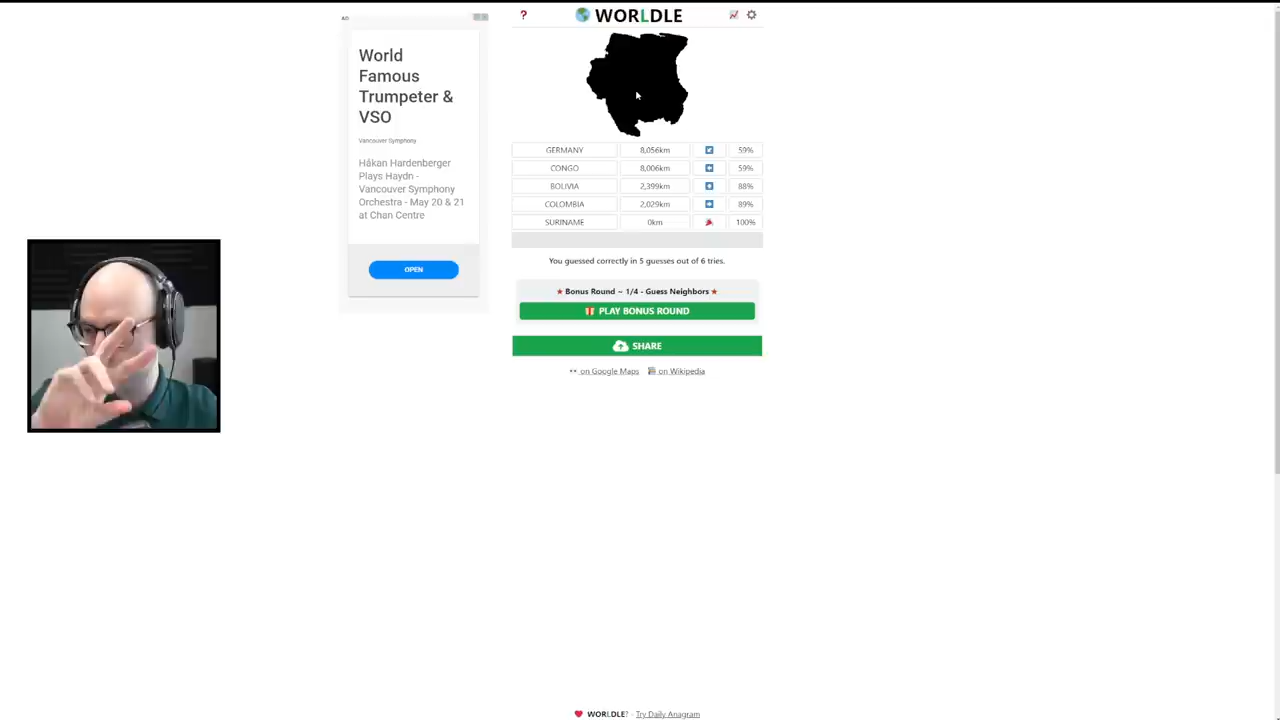 AD
World
Famous
Trumpeter &
VSO
Vancouver Symphony
Håkan Hardenberger
Plays Haydn -
Vancouver Symphony
Orchestra - May 20 & 21
at Chan Centre
OPEN
? WORLDLE
GERMANY 8,056km 59%
CONGO 8,006km 59%
BOLIVIA 2,399km 88%
COLOMBIA 2,029km 89%
SURINAME 0km 100%
You guessed correctly in 5 guesses out of 6 tries.
Bonus Round ~ 1/4 - Guess Neighbors
PLAY BONUS ROUND
SHARE
on Google Maps on Wikipedia
WORLDLE? - Try Daily Anagram